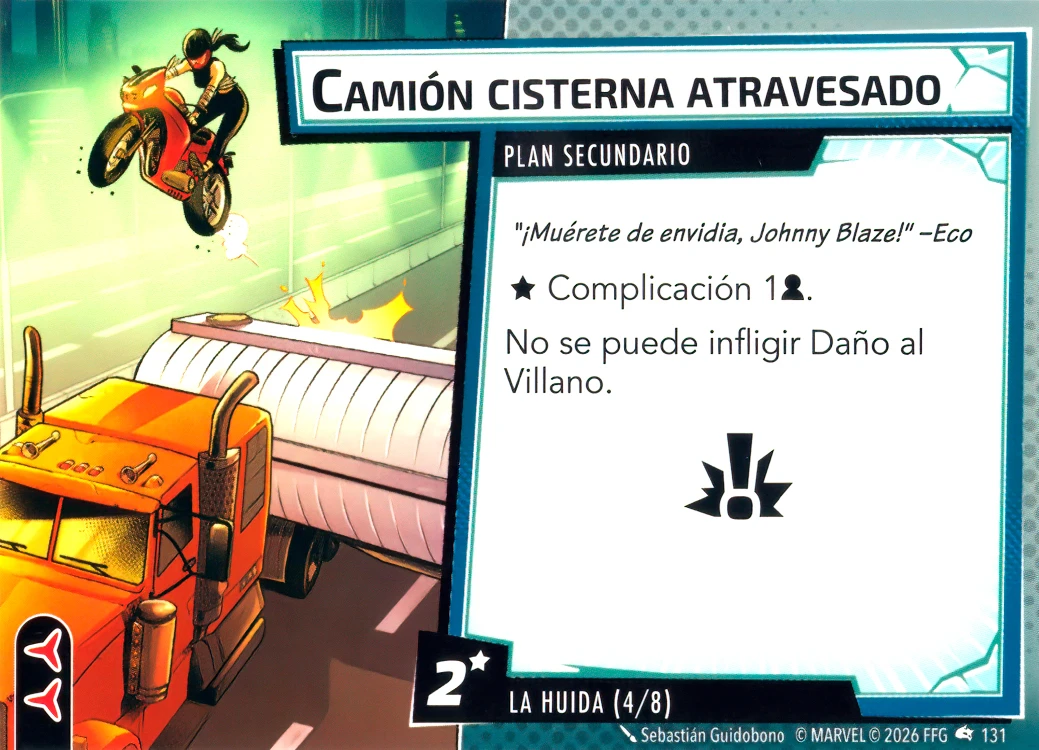 CAMIÓN CISTERNA ATRAVESADO
PLAN SECUNDARIO
"¡Muérete de envidia, Johnny Blaze!" –Eco
★ Complicación 1.
No se puede infligir Daño al
Villano.
2★
LA HUIDA (4/8)
Sebastián Guidobono © MARVEL © 2026 FFG 131